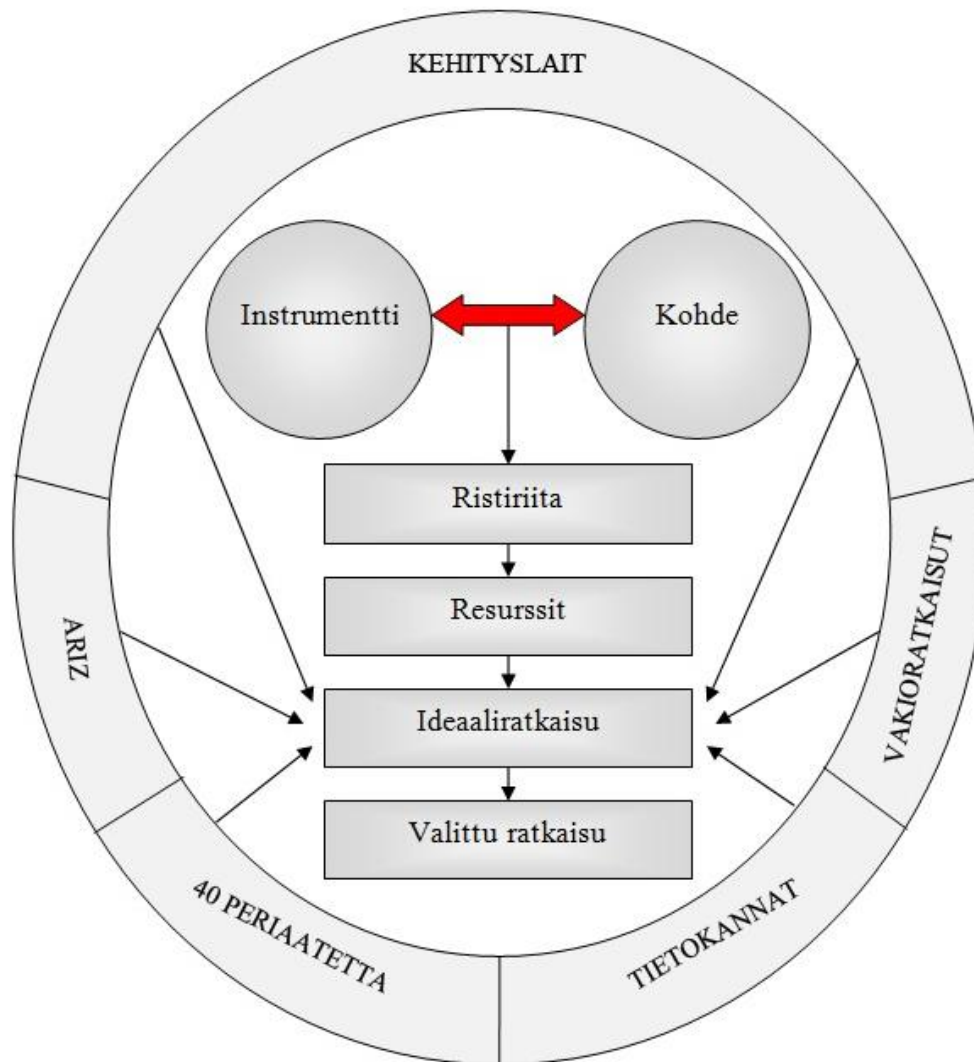 KEHITYSLAIT
Instrumentti
Kohde
Ristiriita
Resurssit
Ideaaliratkaisu
Valittu ratkaisu
ARIZ
VAKIORATKAISUT
40 PERIAATETTA
TIETOKANNAT